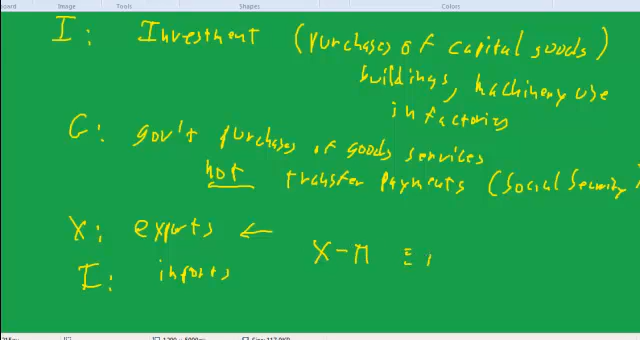 Image Tools Shapes Colors
I: Investment (purchases of capital goods)
buildings, machinery use
in factories
G: gov't purchases of goods services
not transfer payments (Social Security
X: exports ←
X-M ≡
I: imports